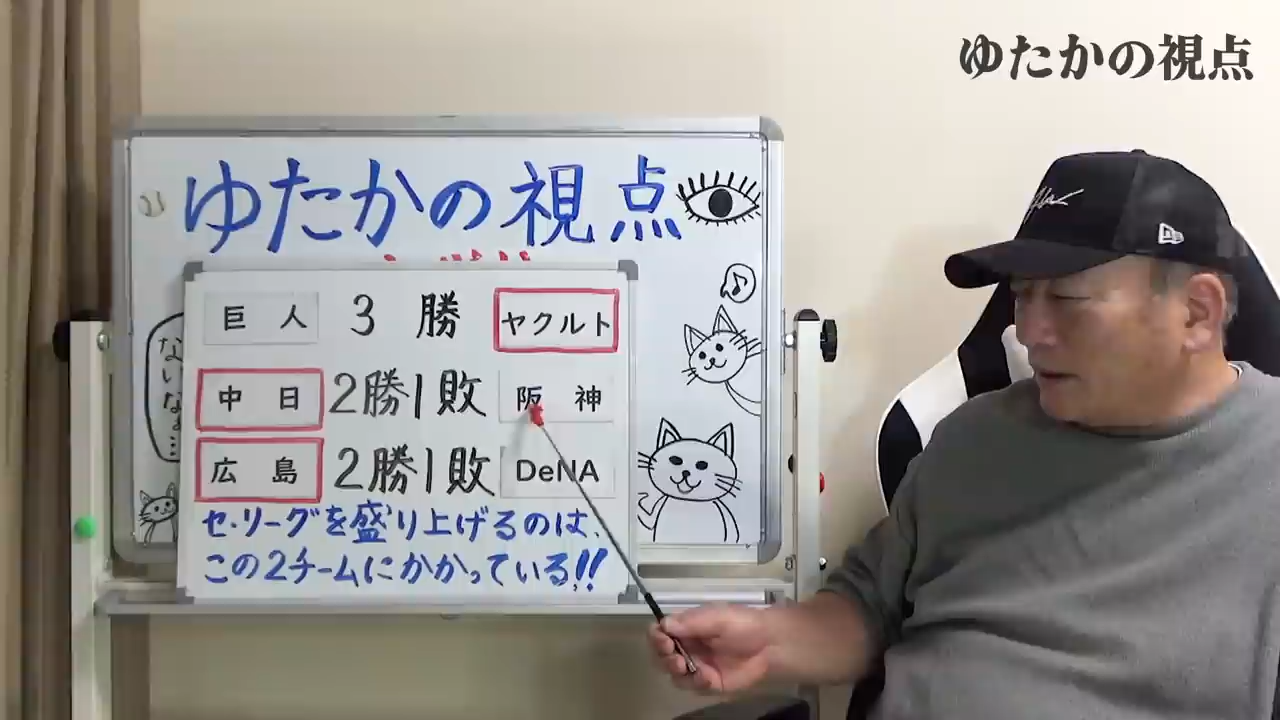 ゆたかの視点
ゆたかの視点
巨人 3勝 ヤクルト
中日 2勝1敗 阪神
広島 2勝1敗 DeNA
セ・リーグを盛り上げるのは、
この2チームにかかっている!!